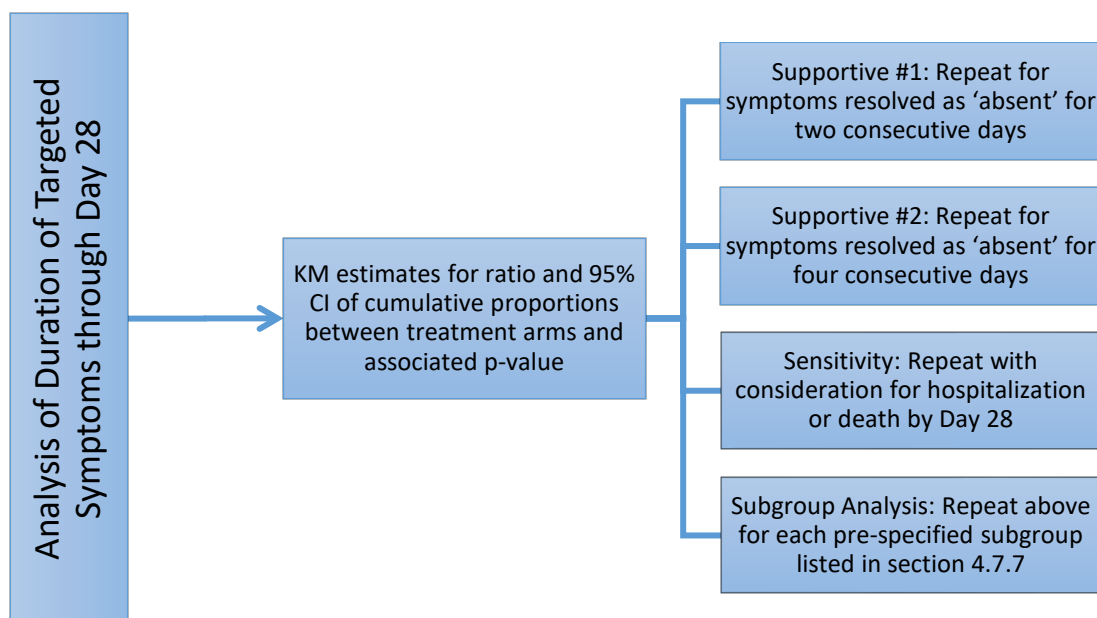 Analysis of Duration of Targeted
Symptoms through Day 28
KM estimates for ratio and 95%
CI of cumulative proportions
between treatment arms and
associated p-value
Supportive #1: Repeat for
symptoms resolved as ‘absent’ for
two consecutive days
Supportive #2: Repeat for
symptoms resolved as ‘absent’ for
four consecutive days
Sensitivity: Repeat with
consideration for hospitalization
or death by Day 28
Subgroup Analysis: Repeat above
for each pre-specified subgroup
listed in section 4.7.7